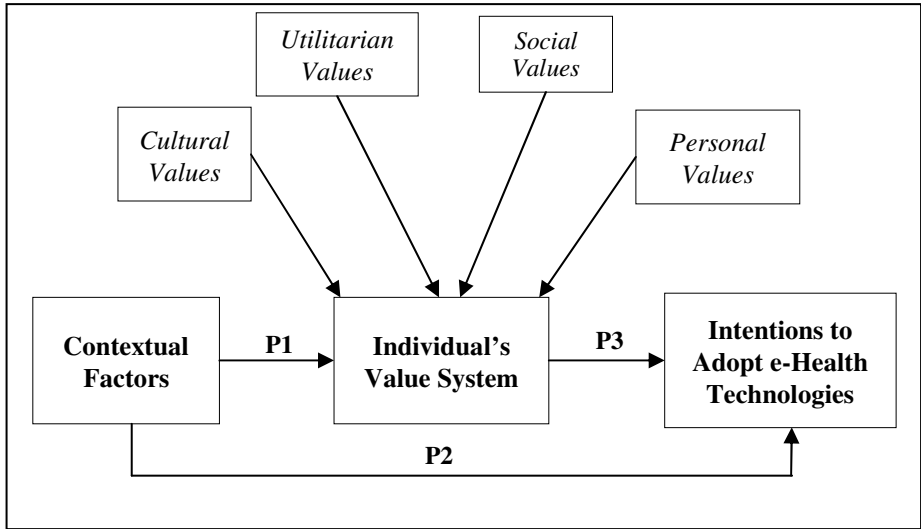 Utilitarian
Values
Social
Values
Cultural
Values
Personal
Values
Contextual
Factors
P1
Individual's
Value System
P3
Intentions to
Adopt e-Health
Technologies
P2